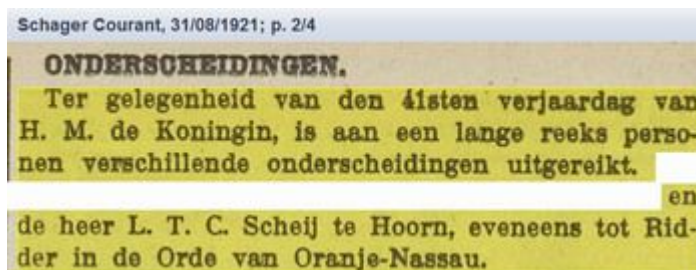 Schager Courant, 31/08/1921; p. 2/4
ONDERSCHEIDINGEN.
Ter gelegenheid van den 41sten verjaardag van
H. M. de Koningin, is aan een lange reeks perso-
nen verschillende onderscheidingen uitgereikt.
en
de heer L. T. C. Scheij te Hoorn, eveneens tot Rid-
der in de Orde van Oranje-Nassau.